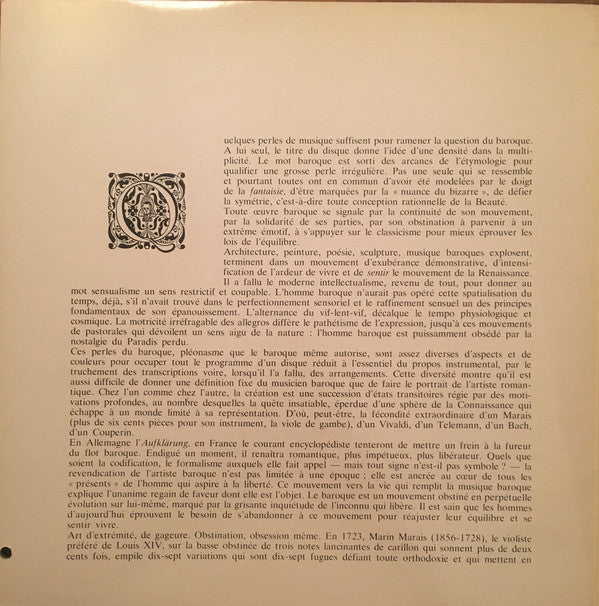 Quelques perles de musique suffisent pour ramener la question du baroque.
A lui seul, le titre du disque donne l'idée d'une densité dans la multi-
plicité. Le mot baroque est sorti des arcanes de l'étymologie pour
qualifier une grosse perle irrégulière. Pas une seule qui se ressemble
et pourtant toutes ont en commun d'avoir été modelées par le doigt
de la fantaisie, d'être marquées par la « nuance du bizarre », de défier
la symétrie, c'est-à-dire toute conception rationnelle de la Beauté.
Toute œuvre baroque se signale par la continuité de son mouvement,
par la solidarité de ses parties, par son obstination à parvenir à un
extrême émotif, à s'appuyer sur le classicisme pour mieux éprouver les
lois de l'équilibre.
Architecture, peinture, poésie, sculpture, musique baroques explosent,
terminent dans un mouvement d'exubérance démonstrative, d'intensi-
fication de l'ardeur de vivre et de sentir le mouvement de la Renaissance.
Il a fallu le moderne intellectualisme, revenu de tout, pour donner au
mot sensualisme un sens restrictif et coupable. L'homme baroque n'aurait pas opéré cette spatialisation du
temps, déjà, s'il n'avait trouvé dans le perfectionnement sensoriel et le raffinement sensuel un des principes
fondamentaux de son épanouissement. L'alternance du vif-lent-vif, décalque le tempo physiologique et
cosmique. La motricité irréfragable des allegros diffère le pathétisme de l'expression, jusqu'à ces mouvements
de pastorales qui dévoilent un sens aigu de la nature : l'homme baroque est puissamment obsédé par la
nostalgie du Paradis perdu.
Ces perles du baroque, pléonasme que le baroque même autorise, sont assez diverses d'aspects et de
couleurs pour occuper tout le programme d'un disque réduit à l'essentiel du propos instrumental, par le
truchement des transcriptions voire, lorsqu'il l'a fallu, des arrangements. Cette diversité montre qu'il est
aussi difficile de donner une définition fixe du musicien baroque que de faire le portrait de l'artiste roman-
tique. Chez l'un comme chez l'autre, la création est une succession d'états transitoires régie par des moti-
vations profondes, au nombre desquelles la quête insatiable, éperdue d'une sphère de la Connaissance qui
échappe à un monde limité à sa représentation. D'où, peut-être, la fécondité extraordinaire d'un Marais
(plus de six cents pièces pour son instrument, la viole de gambe), d'un Vivaldi, d'un Telemann, d'un Bach,
d'un Couperin.
En Allemagne l'Aufklärung, en France le courant encyclopédiste tenteront de mettre un frein à la fureur
du flot baroque. Endigué un moment, il renaîtra romantique, plus impétueux, plus libérateur. Quels que
soient la codification, le formalisme auxquels elle fait appel — mais tout signe n'est-il pas symbole ? — la
revendication de l'artiste baroque n'est pas limitée à une époque ; elle est ancrée au cœur de tous les
« présents » de l'homme qui aspire à la liberté. Ce mouvement vers la vie qui remplit la musique baroque
explique l'unanime regain de faveur dont elle est l'objet. Le baroque est un mouvement obstiné en perpétuelle
évolution sur lui-même, marqué par la grisante inquiétude de l'inconnu qui libère. Il est sain que les hommes
d'aujourd'hui éprouvent le besoin de s'abandonner à ce mouvement pour réajuster leur équilibre et se
sentir vivre.
Art d'extrémité, de gageure. Obstination, obsession même. En 1723, Marin Marais (1856-1728), le violiste
préféré de Louis XIV, sur la basse obstinée de trois notes lancinantes de carillon qui sonnent plus de deux
cents fois, empile dix-sept variations qui sont dix-sept fugues défiant toute orthodoxie et qui mettent en